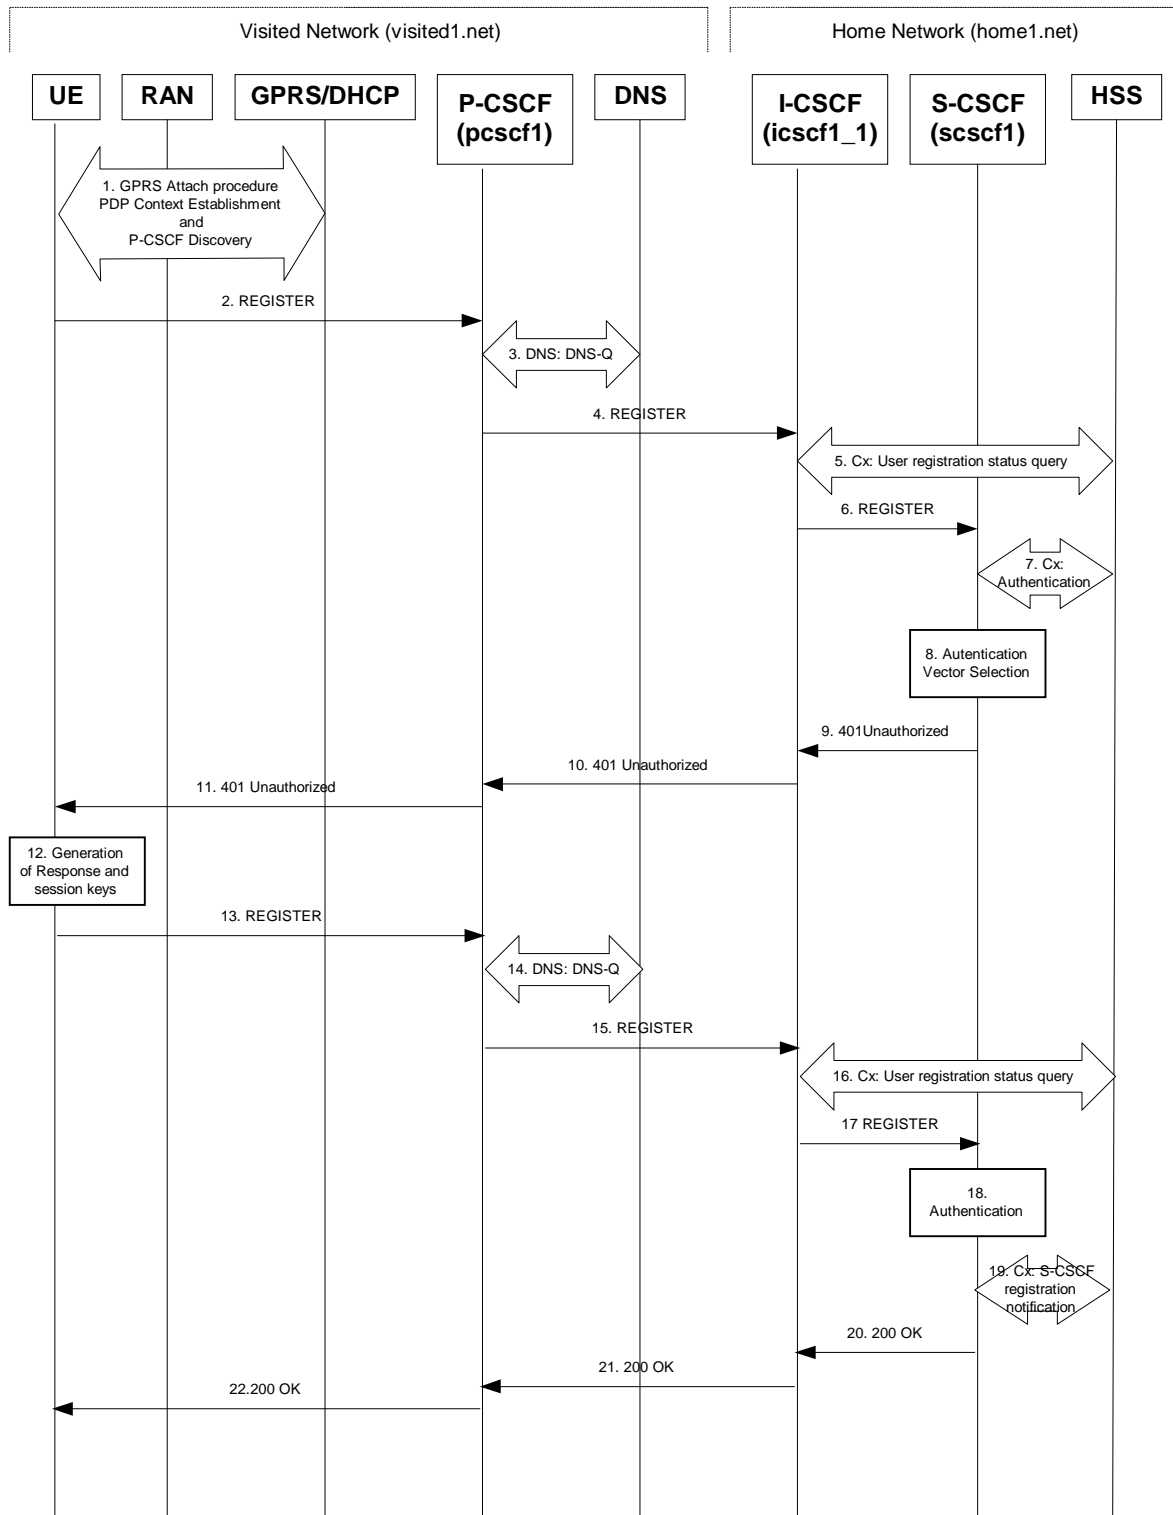 Visited Network (visited1.net)
Home Network (home1.net)
UE
RAN
GPRS/DHCP
P-CSCF
(pcscf1)
DNS
I-CSCF
(icscf1_1)
S-CSCF
(scscf1)
HSS
1. GPRS Attach procedure
PDP Context Establishment
and
P-CSCF Discovery
2. REGISTER
3. DNS: DNS-Q
4. REGISTER
5. Cx: User registration status query
6. REGISTER
7. Cx:
Authentication
8. Autentication
Vector Selection
9. 401Unauthorized
10. 401 Unauthorized
11. 401 Unauthorized
12. Generation
of Response and
session keys
13. REGISTER
14. DNS: DNS-Q
15. REGISTER
16. Cx: User registration status query
17 REGISTER
18.
Authentication
19. Cx: S-CSCF
registration
notification
20. 200 OK
21. 200 OK
22.200 OK